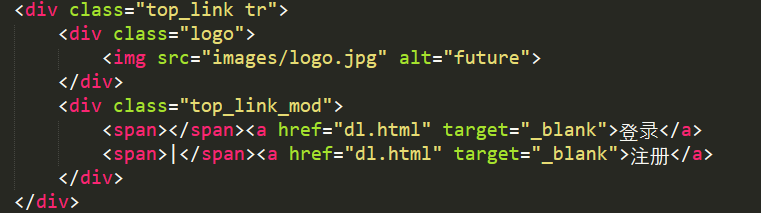 <div class="top_link tr">
<div class="logo">
<img src="images/logo.jpg" alt="future">
</div>
<div class="top_link_mod">
<span></span><a href="dl.html" target="_blank">登录</a>
<span>|</span><a href="dl.html" target="_blank">注册</a>
</div>
</div>